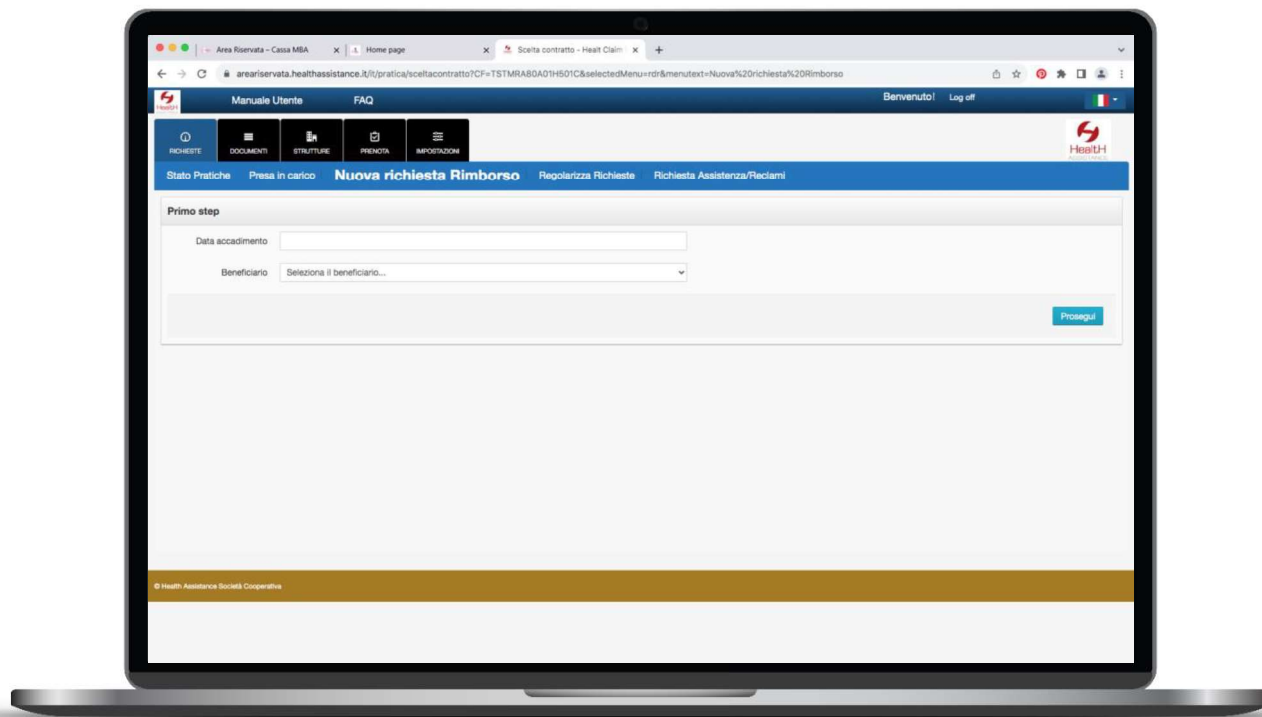 Area Riservata – Cassa MBA
Home page
Scelta contratto - Healt Claim
areariservata.healthassistance.it/it/pratica/sceltacontratto?CF=TSTMRA80A01H501C&selectedMenu=rdr&menutext=Nuova%20richiesta%20Rimborso
HealtH Manuale Utente FAQ Benvenuto! Log off
RICHIESTE DOCUMENTI STRUTTURE PRENOTA IMPOSTAZIONI
HealtH
ASSISTANCE
Stato Pratiche Presa in carico Nuova richiesta Rimborso Regolarizza Richieste Richiesta Assistenza/Reclami
Primo step
Data accadimento
Beneficiario Seleziona il beneficiario...
Prosegui
© Health Assistance Società Cooperativa